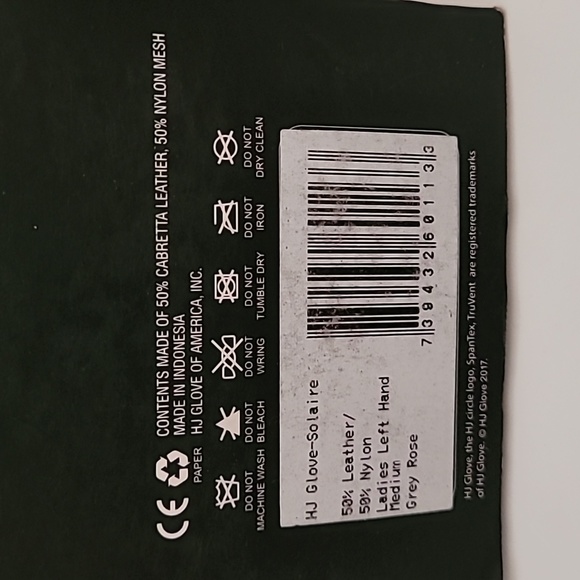 CE
PAPER
CONTENTS MADE OF 50% CABRETTA LEATHER, 50% NYLON MESH
MADE IN INDONESIA
HJ GLOVE OF AMERICA, INC.
DO NOT
MACHINE WASH
DO NOT
BLEACH
DO NOT
WRING
DO NOT
TUMBLE DRY
DO NOT
IRON
DO NOT
DRY CLEAN
HJ Glove-Solaire
50% Leather/
50% Nylon
Ladies Left Hand
Medium
Grey Rose
7 39432 60113 3
HJ Glove, the HJ circle logo, SpanTex, TruVent are registered trademarks
of HJ Glove. © HJ Glove 2017.